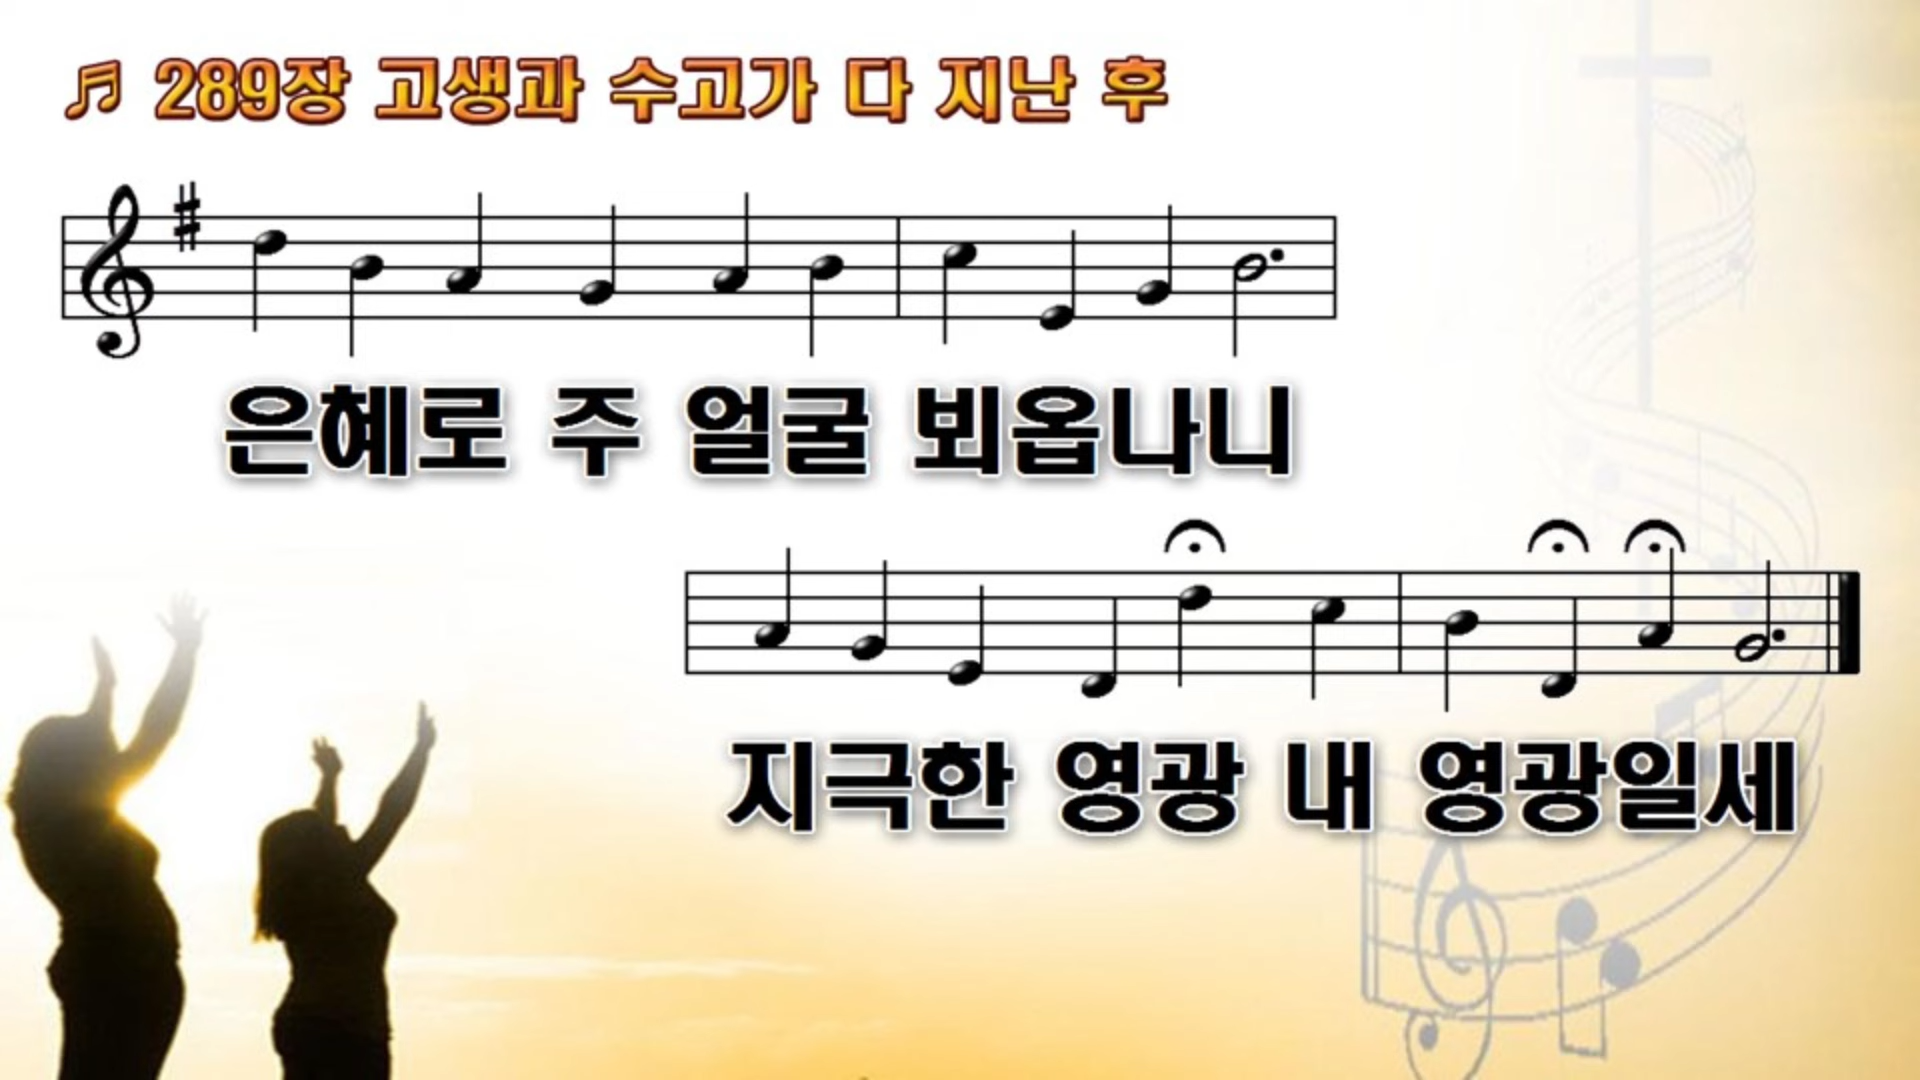 289장 고생과 수고가 다 지난 후
은혜로 주 얼굴 뵈옵나니
지극한 영광 내 영광일세